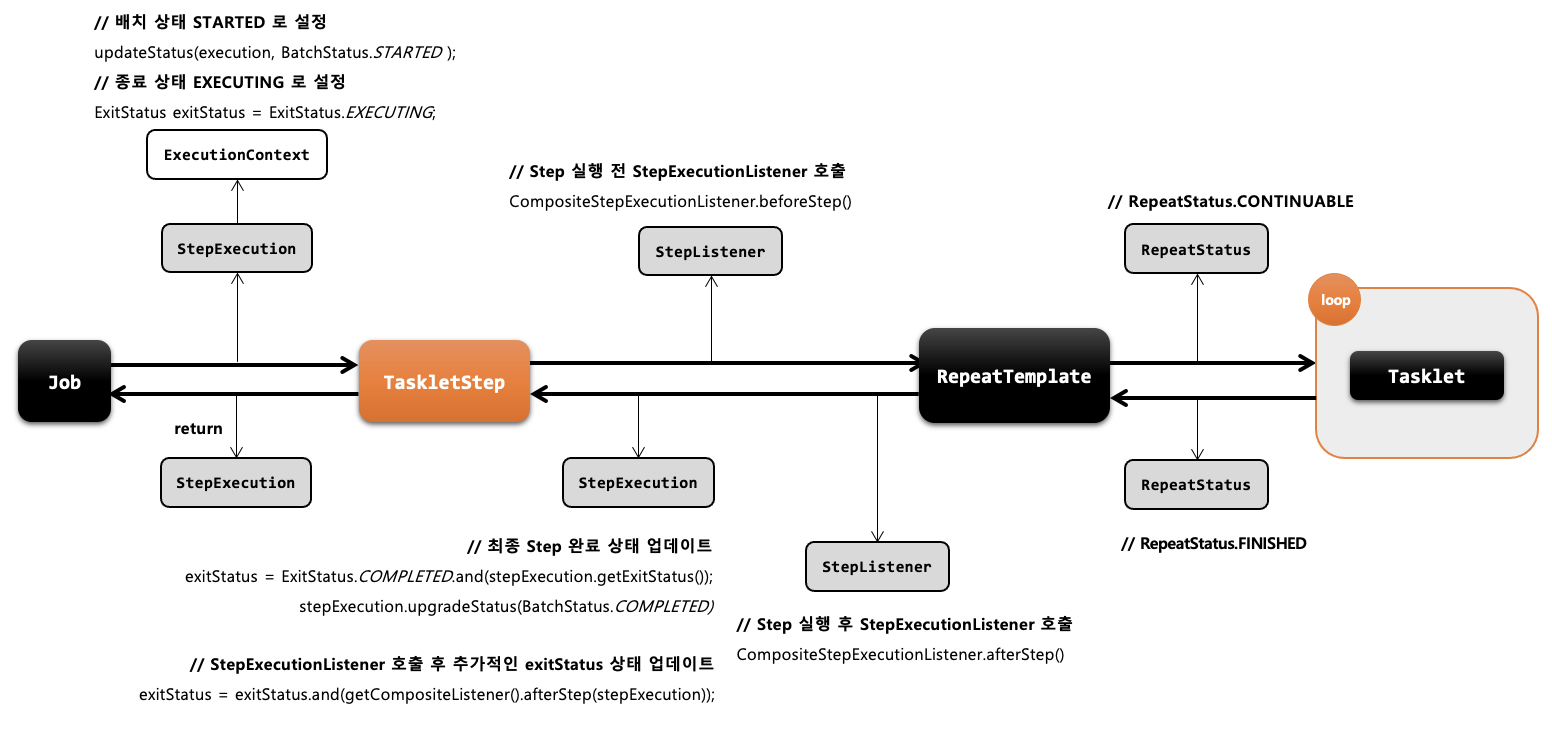 // 배치 상태 STARTED 로 설정
updateStatus(execution, BatchStatus.STARTED );
// 종료 상태 EXECUTING 로 설정
ExitStatus exitStatus = ExitStatus.EXECUTING;
ExecutionContext
StepExecution
// Step 실행 전 StepExecutionListener 호출
CompositeStepExecutionListener.beforeStep()
StepListener
// RepeatStatus.CONTINUABLE
RepeatStatus
loop
Job
TaskletStep
RepeatTemplate
Tasklet
return
StepExecution
StepExecution
RepeatStatus
// RepeatStatus.FINISHED
// 최종 Step 완료 상태 업데이트
exitStatus = ExitStatus.COMPLETED.and(stepExecution.getExitStatus());
stepExecution.upgradeStatus(BatchStatus.COMPLETED)
StepListener
// Step 실행 후 StepExecutionListener 호출
CompositeStepExecutionListener.afterStep()
// StepExecutionListener 호출 후 추가적인 exitStatus 상태 업데이트
exitStatus = exitStatus.and(getCompositeListener().afterStep(stepExecution));